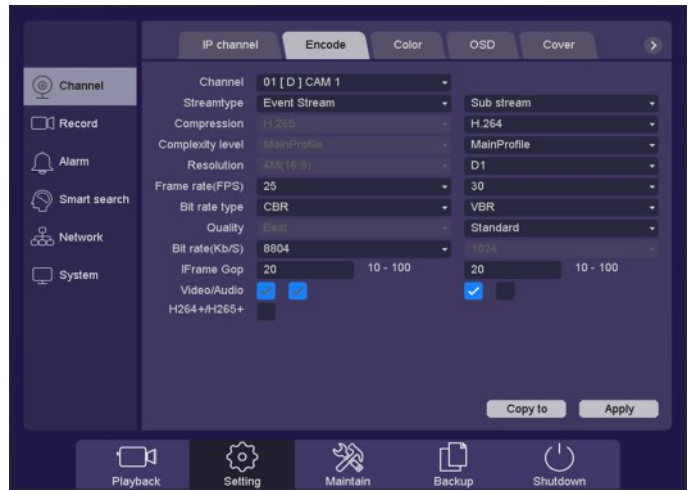 IP channel Encode Color OSD Cover
Channel
Record
Alarm
Smart search
Network
System
Channel 01 [ D ] CAM 1
Streamtype Event Stream Sub stream
Compression H.265 H.264
Complexity level MainProfile MainProfile
Resolution 4M(16:9) D1
Frame rate(FPS) 25 30
Bit rate type CBR VBR
Quality Best Standard
Bit rate(Kb/S) 8804 1024
IFrame Gop 20 10 - 100 20 10 - 100
Video/Audio
H264+/H265+
Copy to Apply
Playback Setting Maintain Backup Shutdown